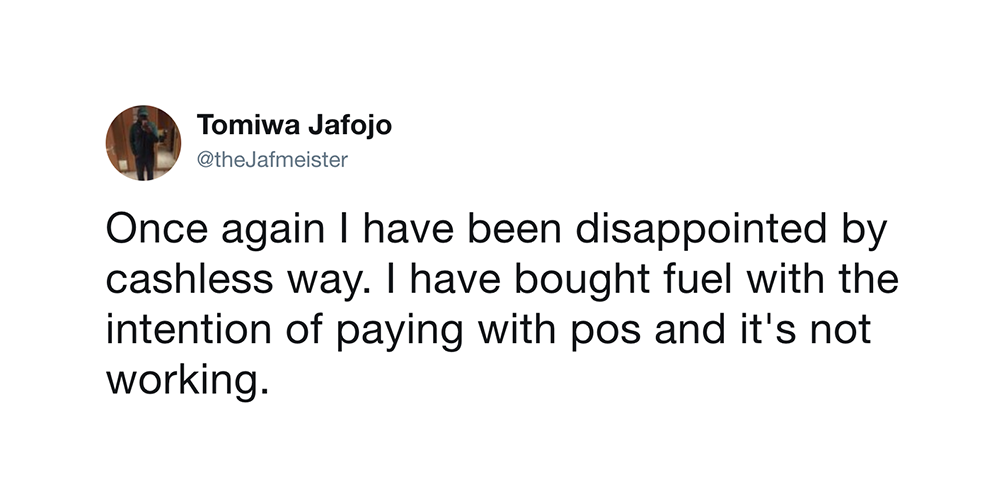 Tomiwa Jafojo
@theJafmeister
Once again I have been disappointed by
cashless way. I have bought fuel with the
intention of paying with pos and it's not
working.